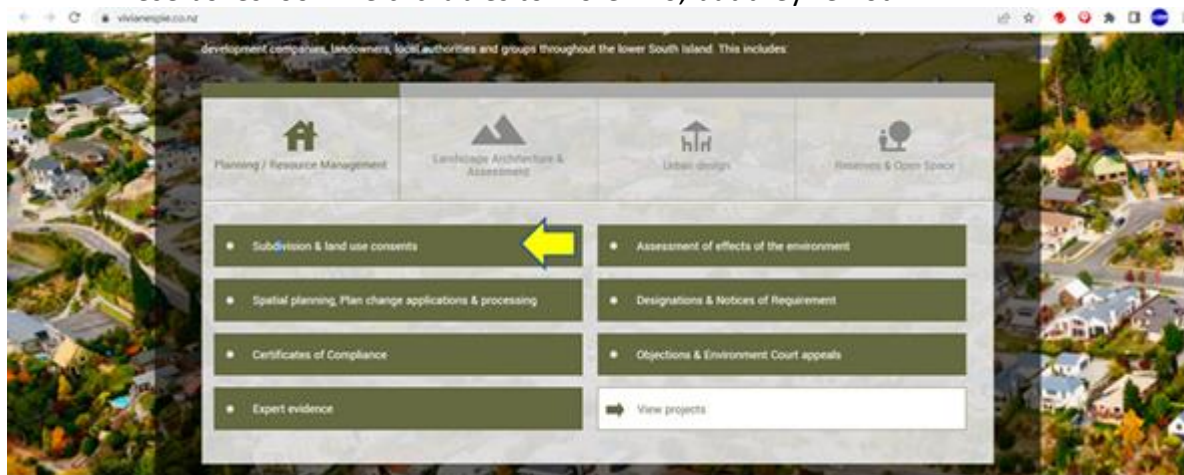 vivianespie.co.nz
development companies, landowners, local authorities and groups throughout the lower South Island. This includes:
Planning / Resource Management
Landscape Architecture &
Assessment
Urban design
Reserves & Open Space
Subdivision & land use consents
Assessment of effects of the environment
Spatial planning, Plan change applications & processing
Designations & Notices of Requirement
Certificates of Compliance
Objections & Environment Court appeals
Expert evidence
View projects